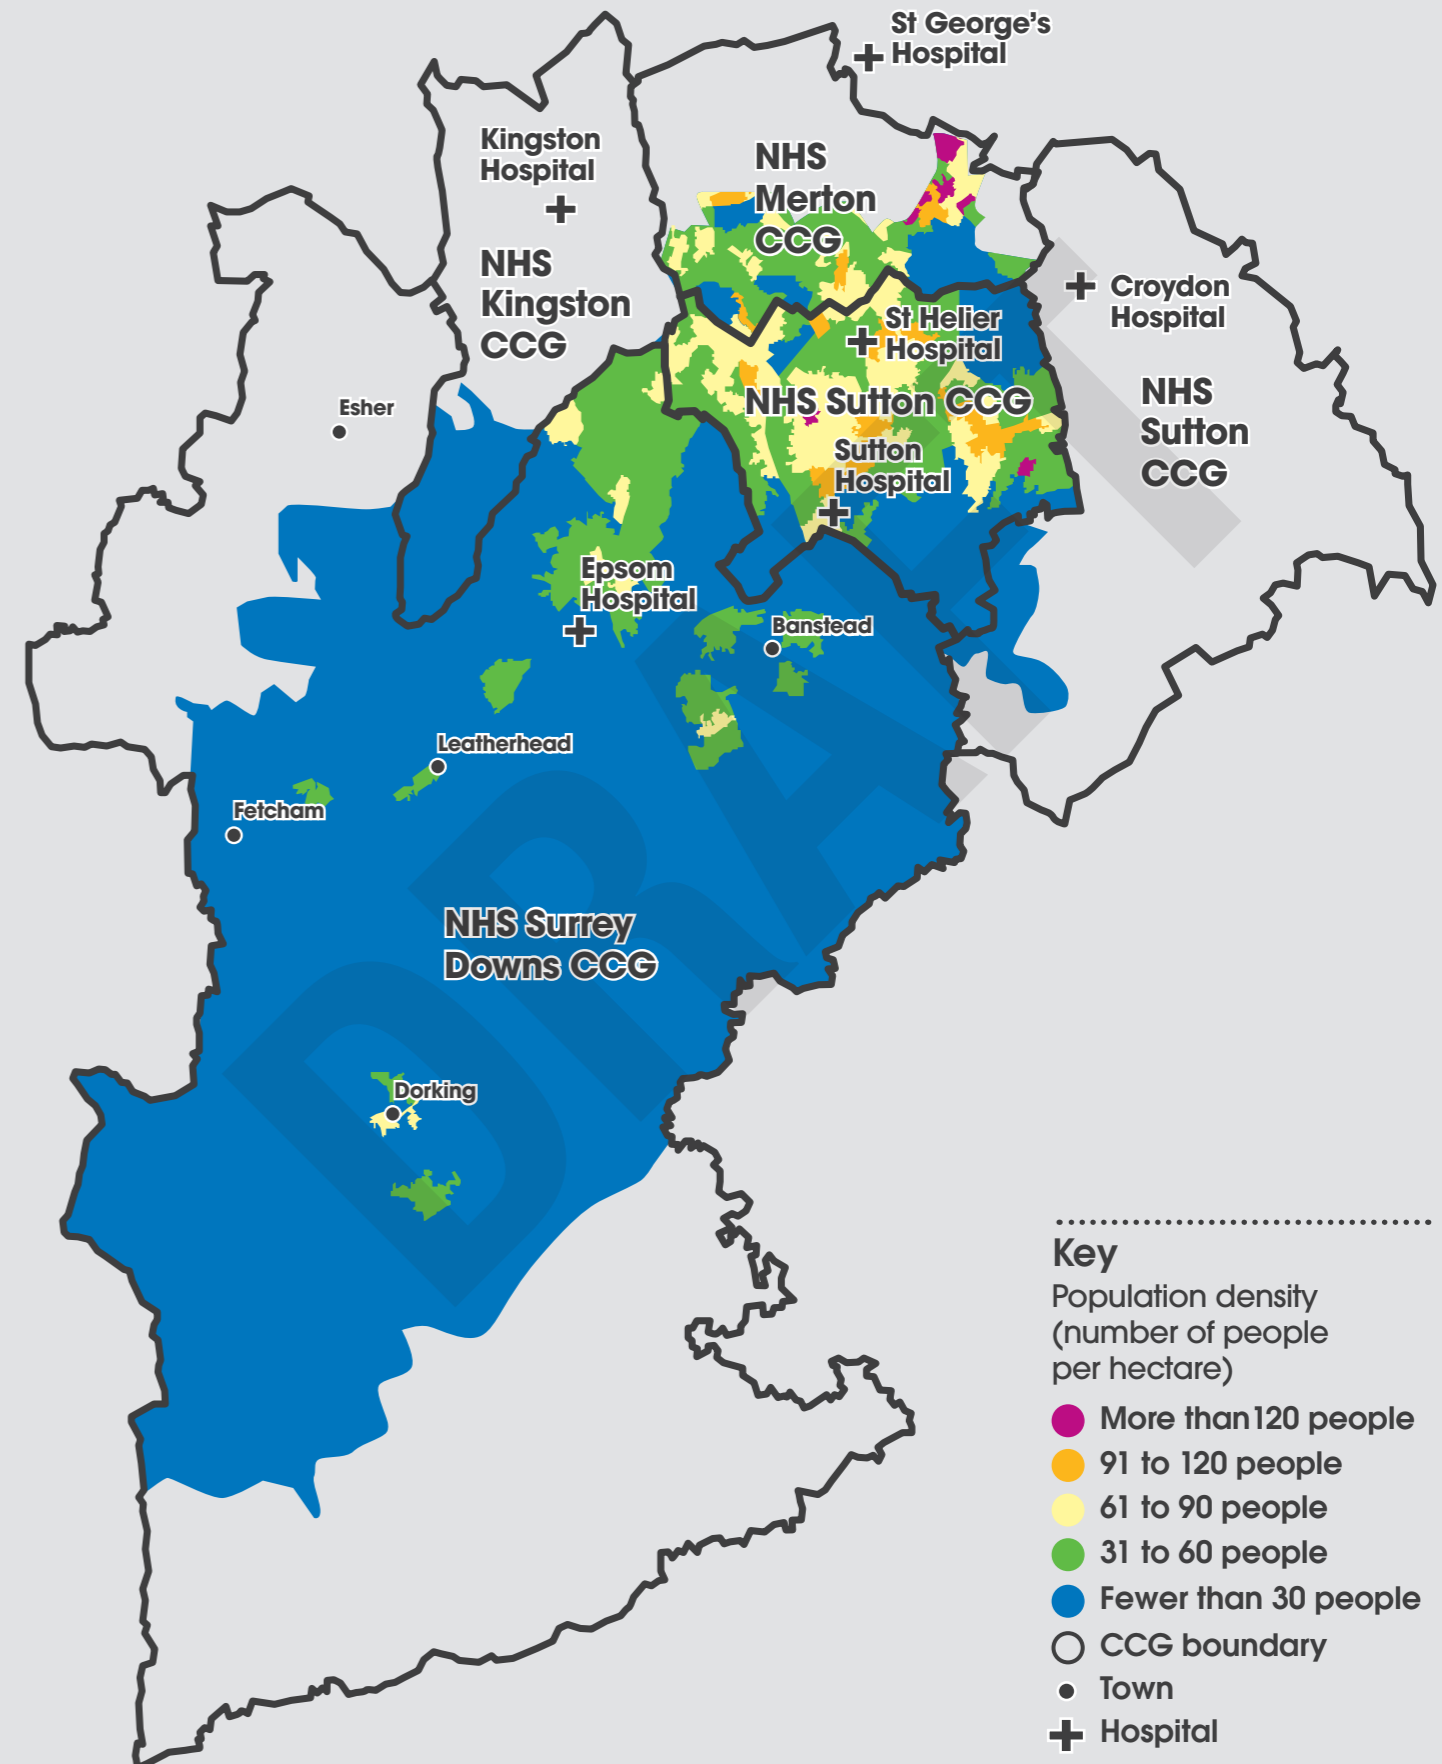 St George's
Hospital
Kingston
Hospital
NHS
Merton
CCG
NHS
Kingston
CCG
Croydon
Hospital
St Helier
Hospital
NHS Sutton CCG
NHS
Sutton
CCG
Esher
Sutton
Hospital
Epsom
Hospital
Banstead
Leatherhead
Fetcham
NHS Surrey
Downs CCG
Dorking
DRAFT
Key
Population density
(number of people
per hectare)
More than120 people
91 to 120 people
61 to 90 people
31 to 60 people
Fewer than 30 people
CCG boundary
Town
Hospital